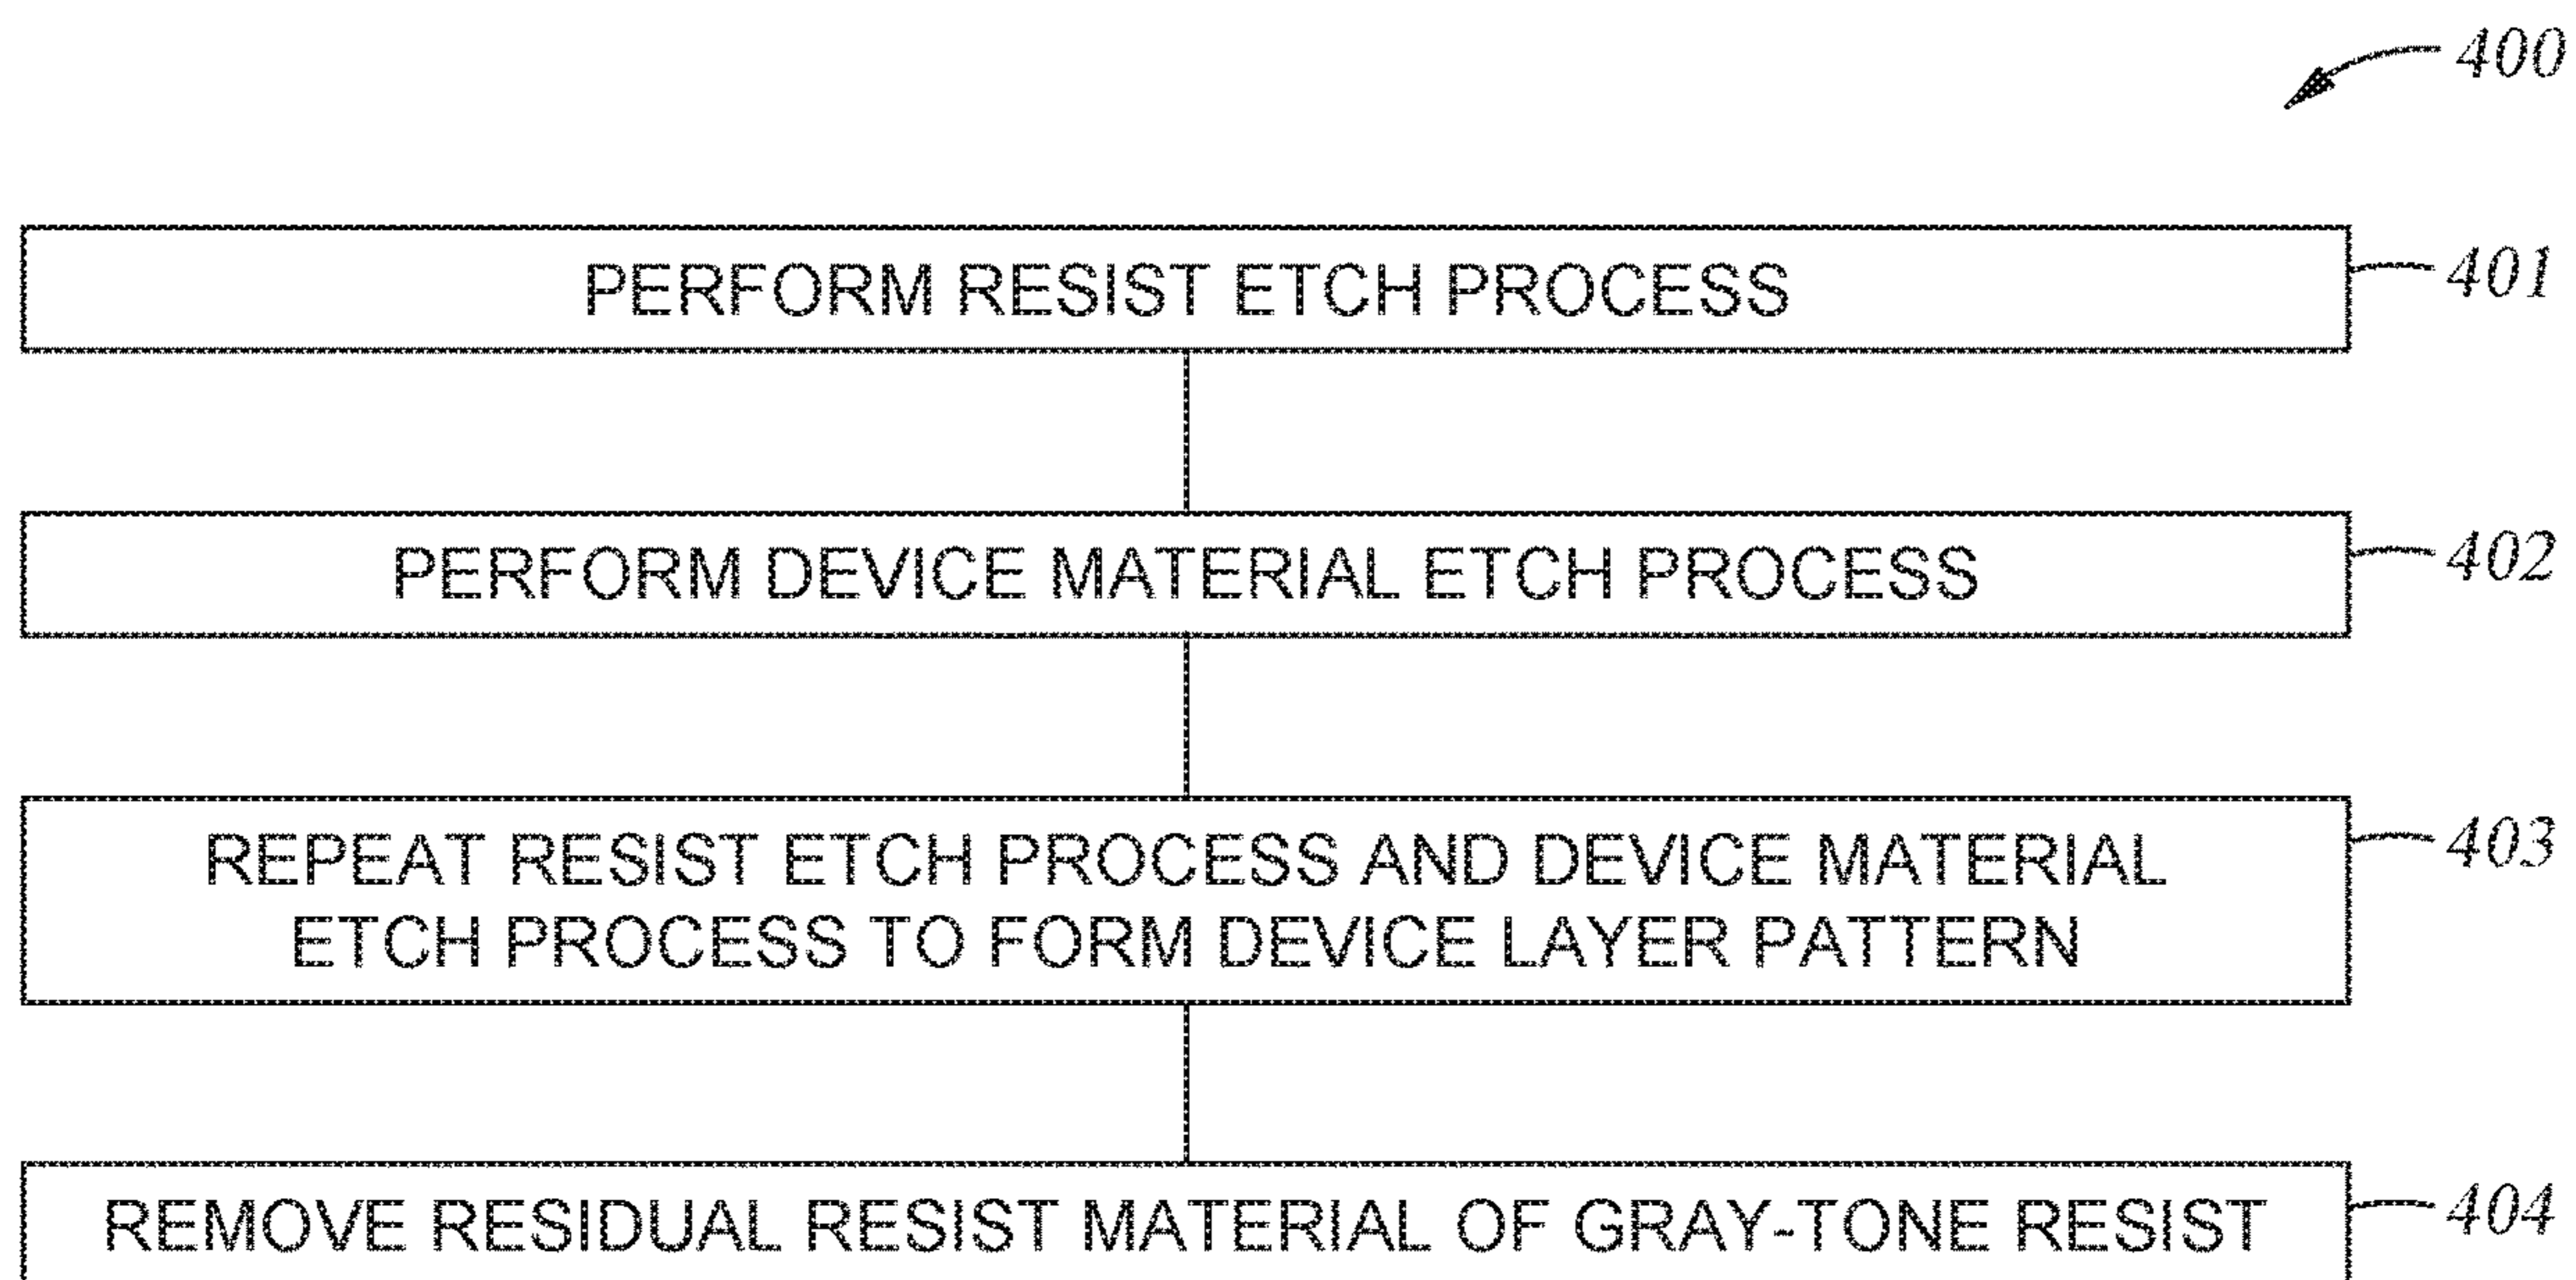 400
PERFORM RESIST ETCH PROCESS
401
PERFORM DEVICE MATERIAL ETCH PROCESS
402
REPEAT RESIST ETCH PROCESS AND DEVICE MATERIAL
ETCH PROCESS TO FORM DEVICE LAYER PATTERN
403
REMOVE RESIDUAL RESIST MATERIAL OF GRAY-TONE RESIST
404